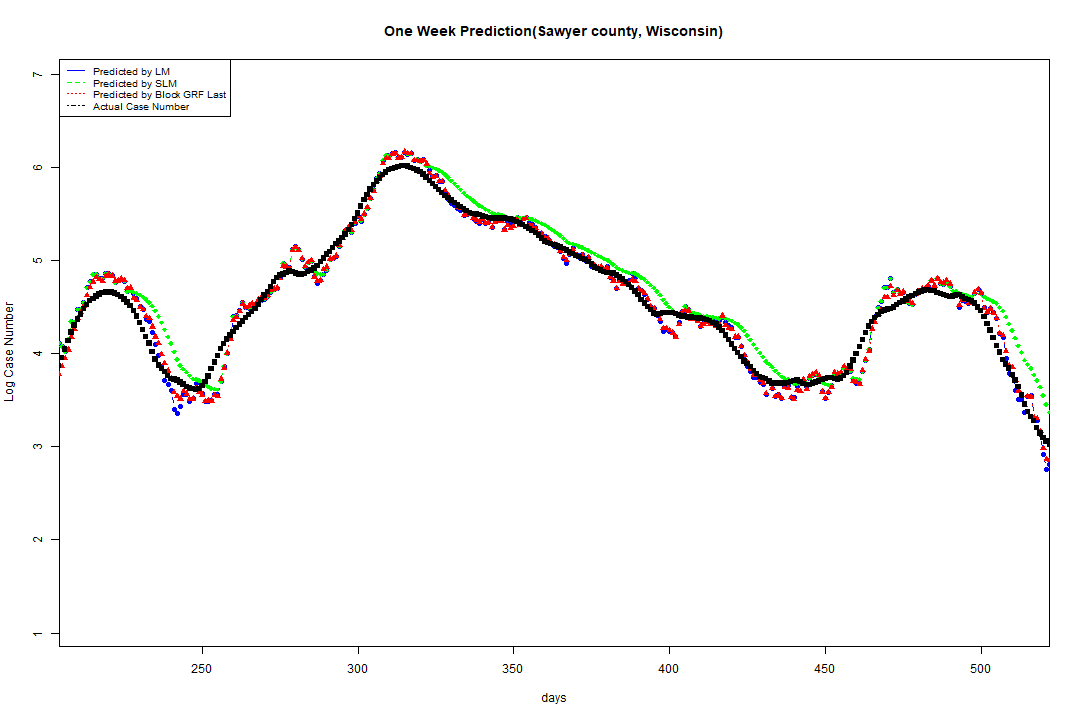 One Week Prediction(Sawyer county, Wisconsin)
Predicted by LM
Predicted by SLM
Predicted by Block GRF Last
Actual Case Number
7
6
5
4
3
2
1
Log Case Number
250 300 350 400 450 500
days